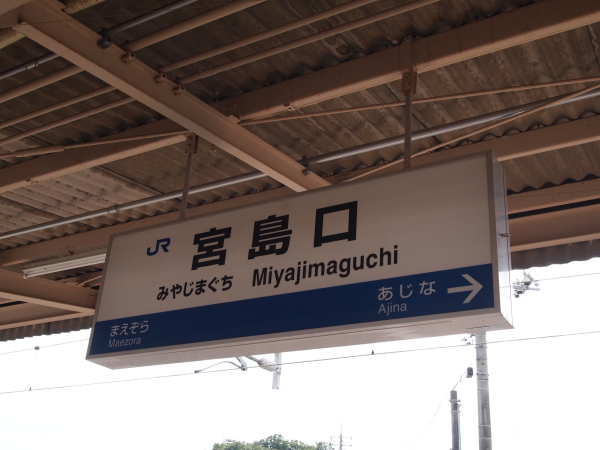 JR 宮島口
みやじまぐち Miyajimaguchi
まえぞら あじな →
Maezora Ajina